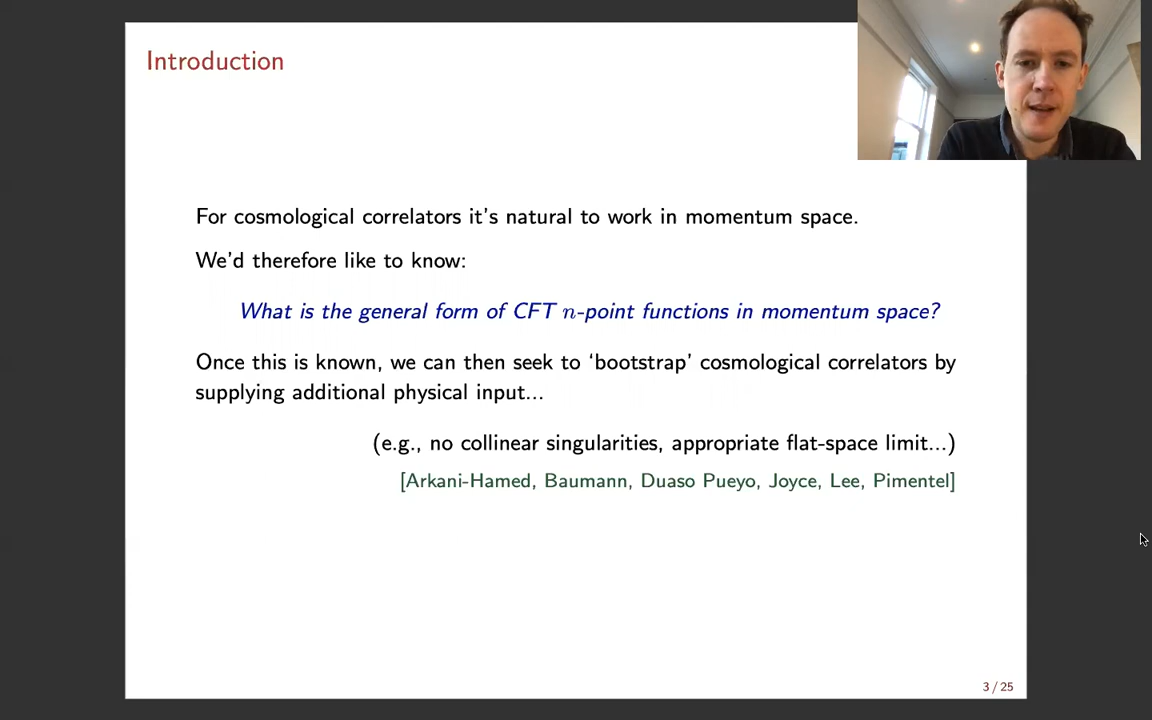 Introduction
For cosmological correlators it's natural to work in momentum space.
We'd therefore like to know:
What is the general form of CFT n-point functions in momentum space?
Once this is known, we can then seek to ‘bootstrap’ cosmological correlators by
supplying additional physical input...
(e.g., no collinear singularities, appropriate flat-space limit...)
[Arkani-Hamed, Baumann, Duaso Pueyo, Joyce, Lee, Pimentel]
3 / 25